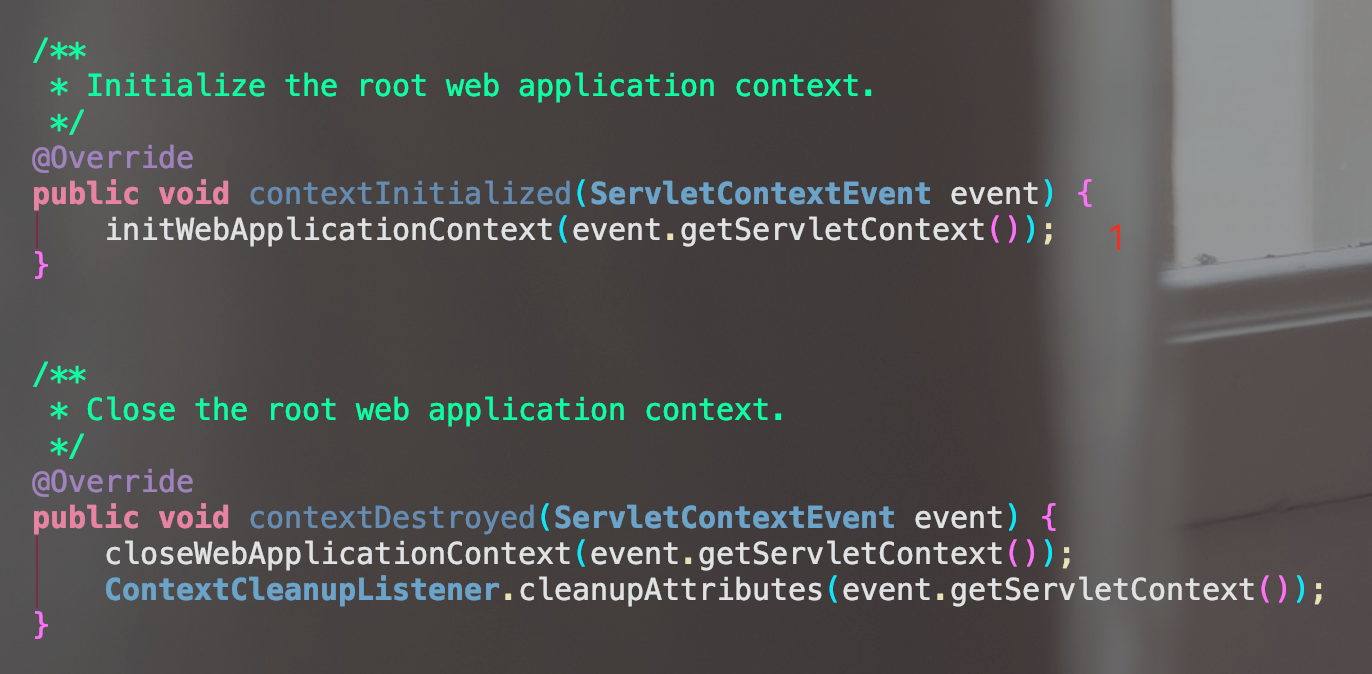 /**
 * Initialize the root web application context.
 */
@Override
public void contextInitialized(ServletContextEvent event) {
    initWebApplicationContext(event.getServletContext()); 1
}
/**
 * Close the root web application context.
 */
@Override
public void contextDestroyed(ServletContextEvent event) {
    closeWebApplicationContext(event.getServletContext());
    ContextCleanupListener.cleanupAttributes(event.getServletContext());
}